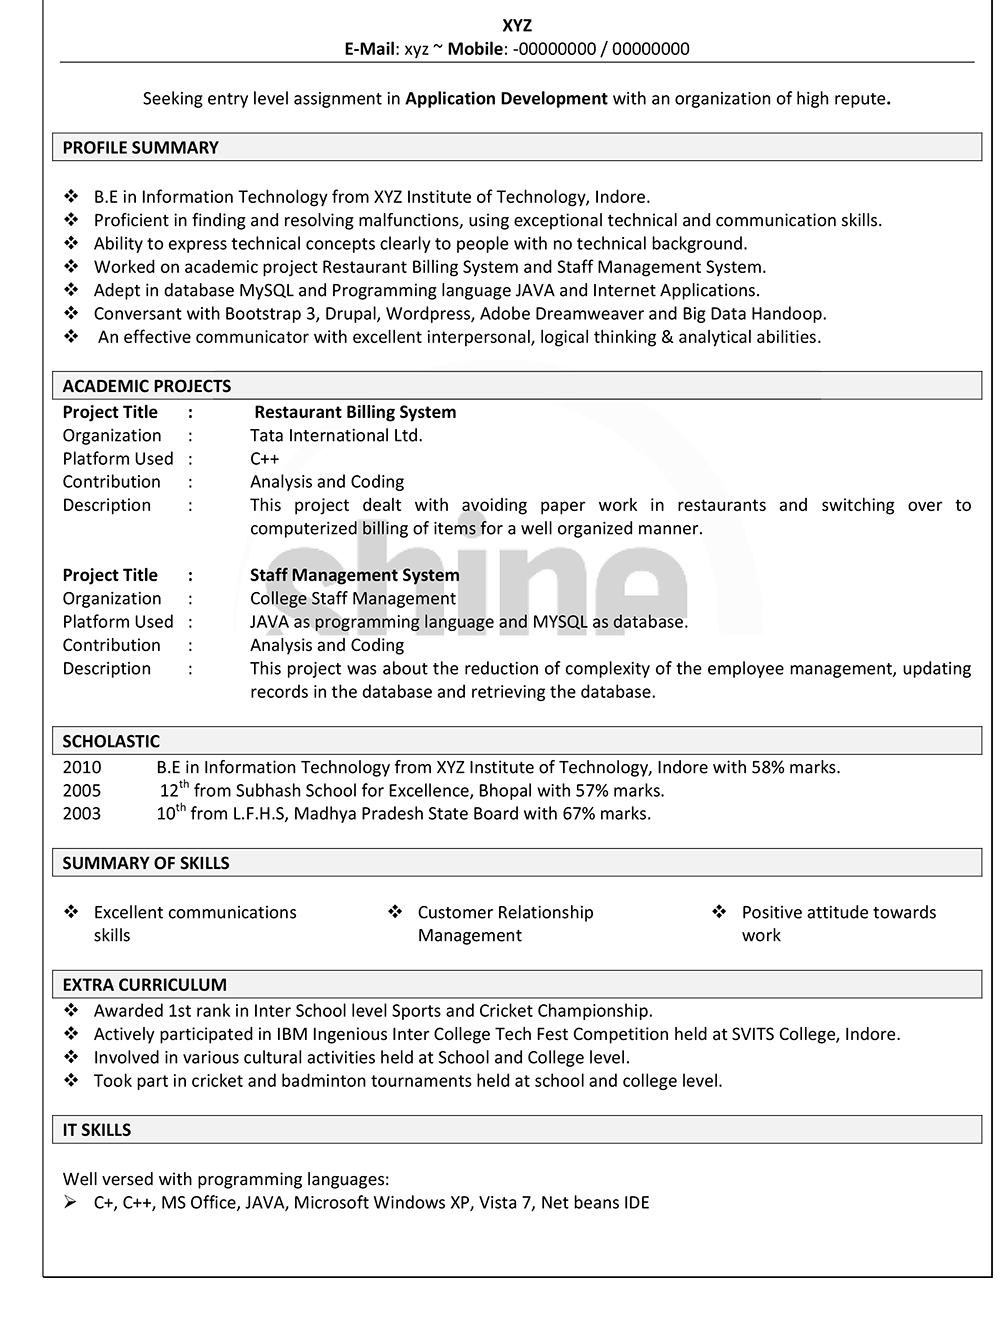 XYZ
E-Mail: xyz ~ Mobile: -00000000 / 00000000
Seeking entry level assignment in Application Development with an organization of high repute.
PROFILE SUMMARY
❖ B.E in Information Technology from XYZ Institute of Technology, Indore.
❖ Proficient in finding and resolving malfunctions, using exceptional technical and communication skills.
❖ Ability to express technical concepts clearly to people with no technical background.
❖ Worked on academic project Restaurant Billing System and Staff Management System.
❖ Adept in database MySQL and Programming language JAVA and Internet Applications.
❖ Conversant with Bootstrap 3, Drupal, Wordpress, Adobe Dreamweaver and Big Data Handoop.
❖ An effective communicator with excellent interpersonal, logical thinking & analytical abilities.
ACADEMIC PROJECTS
Project Title : Restaurant Billing System
Organization : Tata International Ltd.
Platform Used : C++
Contribution : Analysis and Coding
Description : This project dealt with avoiding paper work in restaurants and switching over to
computerized billing of items for a well organized manner.
shine
Project Title : Staff Management System
Organization : College Staff Management
Platform Used : JAVA as programming language and MYSQL as database.
Contribution : Analysis and Coding
Description : This project was about the reduction of complexity of the employee management, updating
records in the database and retrieving the database.
SCHOLASTIC
2010 B.E in Information Technology from XYZ Institute of Technology, Indore with 58% marks.
2005 12th from Subhash School for Excellence, Bhopal with 57% marks.
2003 10th from L.F.H.S, Madhya Pradesh State Board with 67% marks.
SUMMARY OF SKILLS
❖ Excellent communications
skills
❖ Customer Relationship
Management
❖ Positive attitude towards
work
EXTRA CURRICULUM
❖ Awarded 1st rank in Inter School level Sports and Cricket Championship.
❖ Actively participated in IBM Ingenious Inter College Tech Fest Competition held at SVITS College, Indore.
❖ Involved in various cultural activities held at School and College level.
❖ Took part in cricket and badminton tournaments held at school and college level.
IT SKILLS
Well versed with programming languages:
➢ C+, C++, MS Office, JAVA, Microsoft Windows XP, Vista 7, Net beans IDE